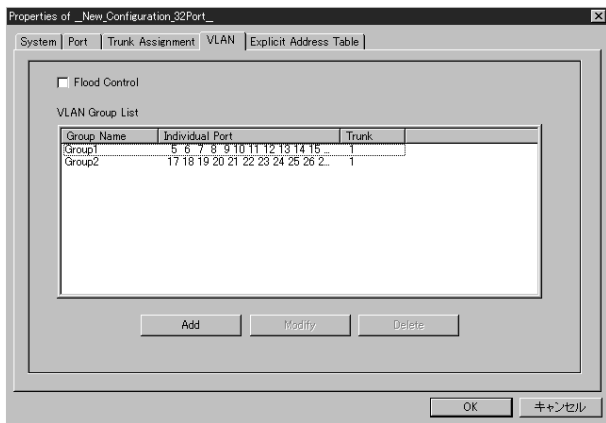 Properties of _New_Configuration_32Port_
System Port Trunk Assignment VLAN Explicit Address Table
Flood Control
VLAN Group List
Group Name Individual Port Trunk
Group1 5 6 7 8 9 10 11 12 13 14 15 ... 1
Group2 17 18 19 20 21 22 23 24 25 26 2... 1
Add Modify Delete
OK キャンセル